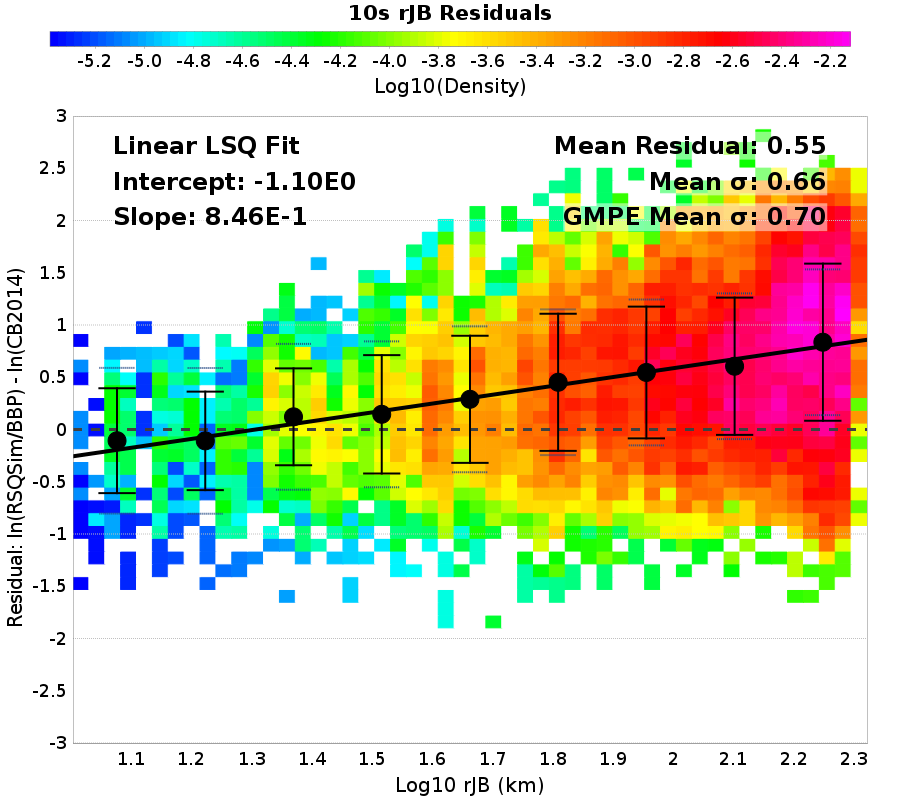 10s rJB Residuals
-5.2 -5.0 -4.8 -4.6 -4.4 -4.2 -4.0 -3.8 -3.6 -3.4 -3.2 -3.0 -2.8 -2.6 -2.4 -2.2
Log10(Density)
Linear LSQ Fit
Intercept: -1.10E0
Slope: 8.46E-1
Mean Residual: 0.55
Mean σ: 0.66
GMPE Mean σ: 0.70
Residual: ln(RSQSim/BBP) - ln(CB2014)
3
2.5
2
1.5
1
0.5
0
-0.5
-1
-1.5
-2
-2.5
-3
1.1 1.2 1.3 1.4 1.5 1.6 1.7 1.8 1.9 2 2.1 2.2 2.3
Log10 rJB (km)